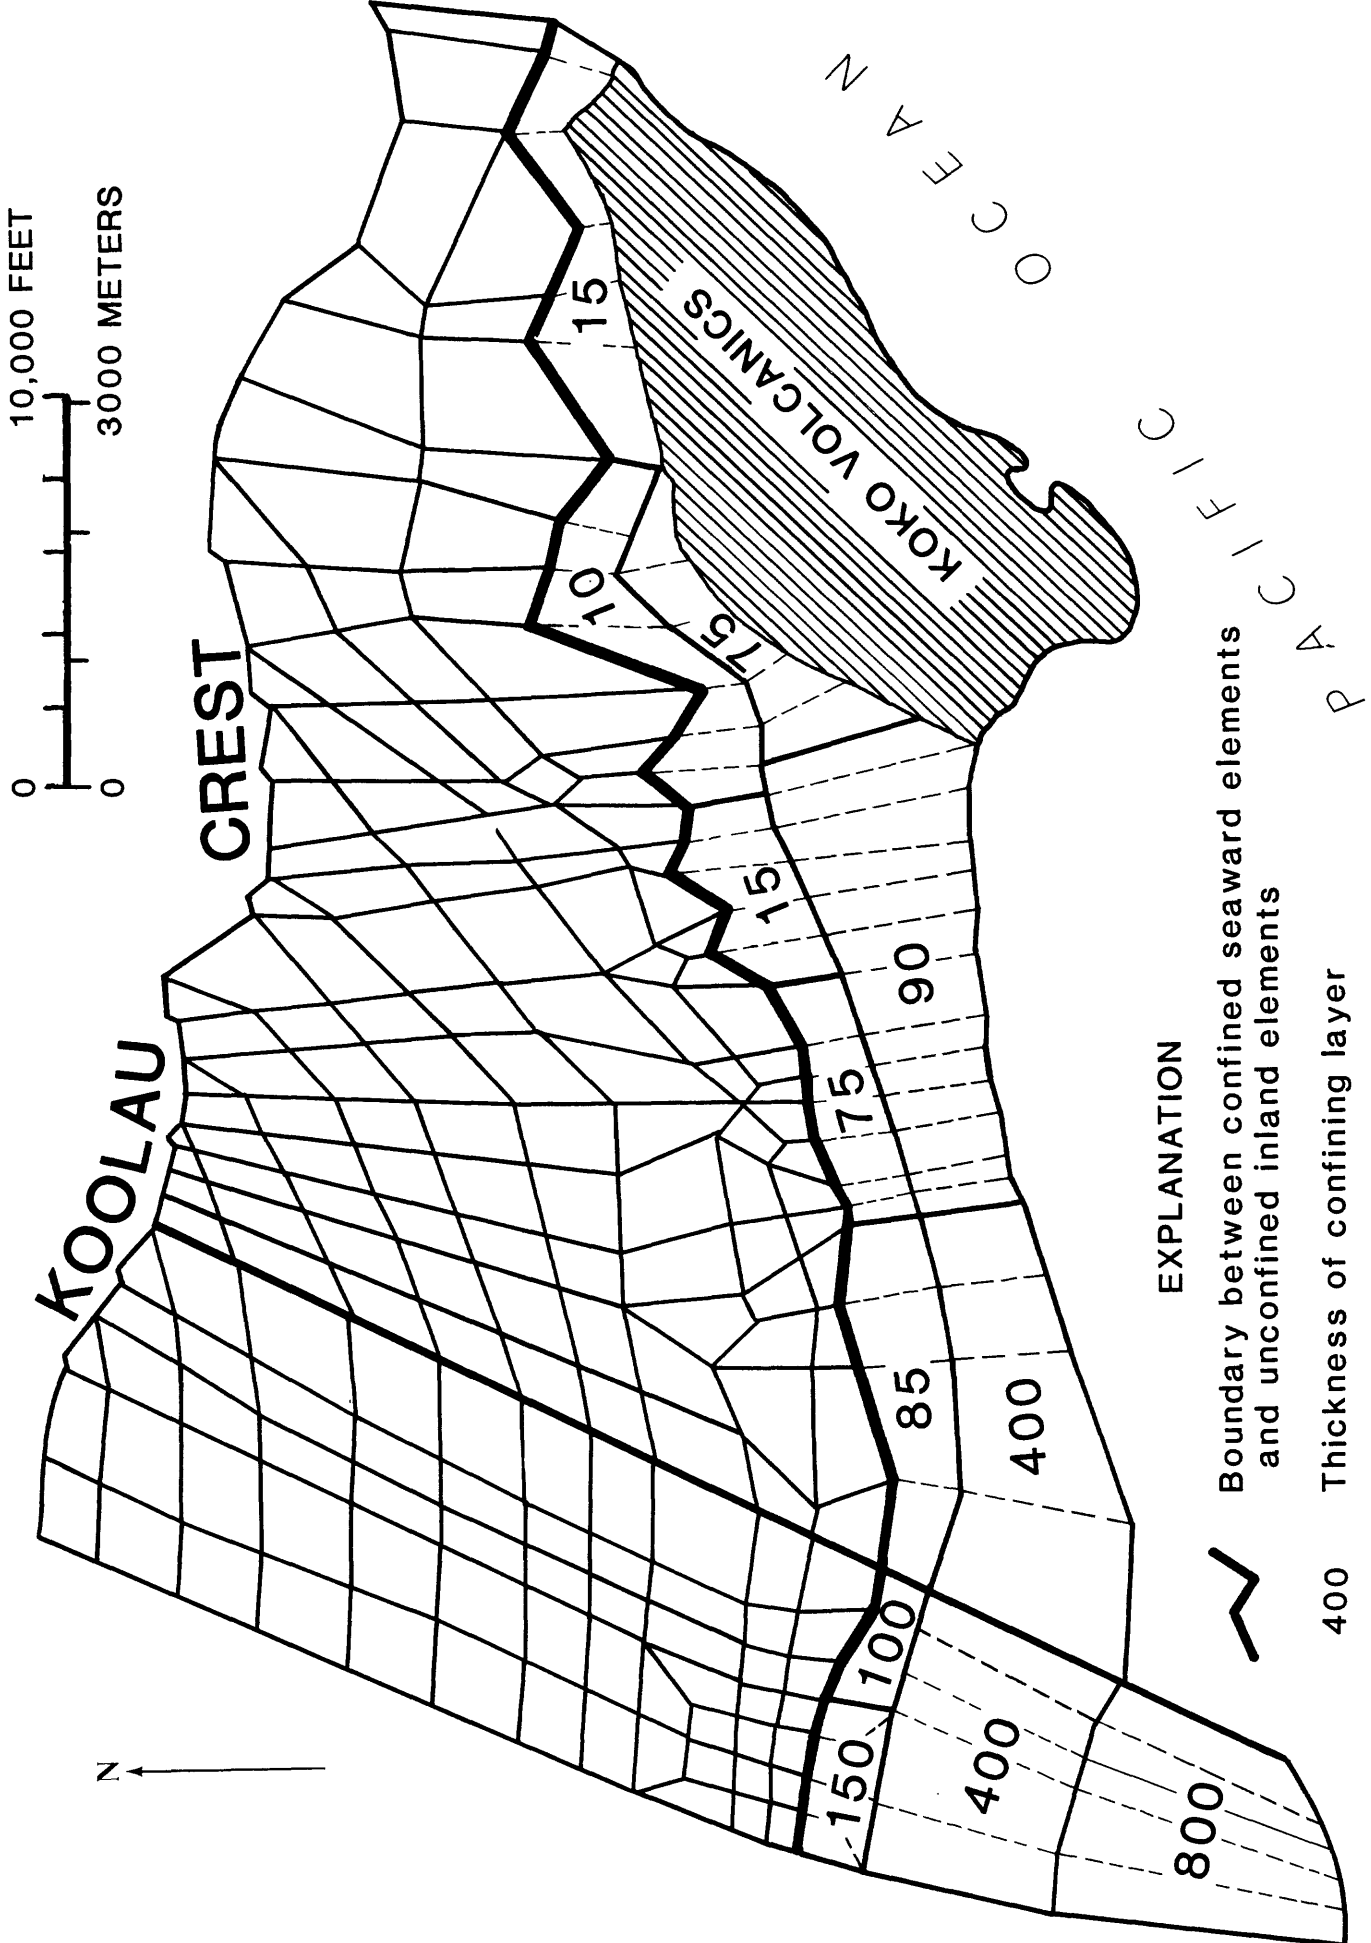 KOOLAU CREST
0 10,000 FEET
0 3000 METERS
N
15
10
75
KOKO VOLCANICS
15
90
75
85
400
100
150
400
800
PACIFIC OCEAN
EXPLANATION
Boundary between confined seaward elements
and unconfined inland elements
400 Thickness of confining layer